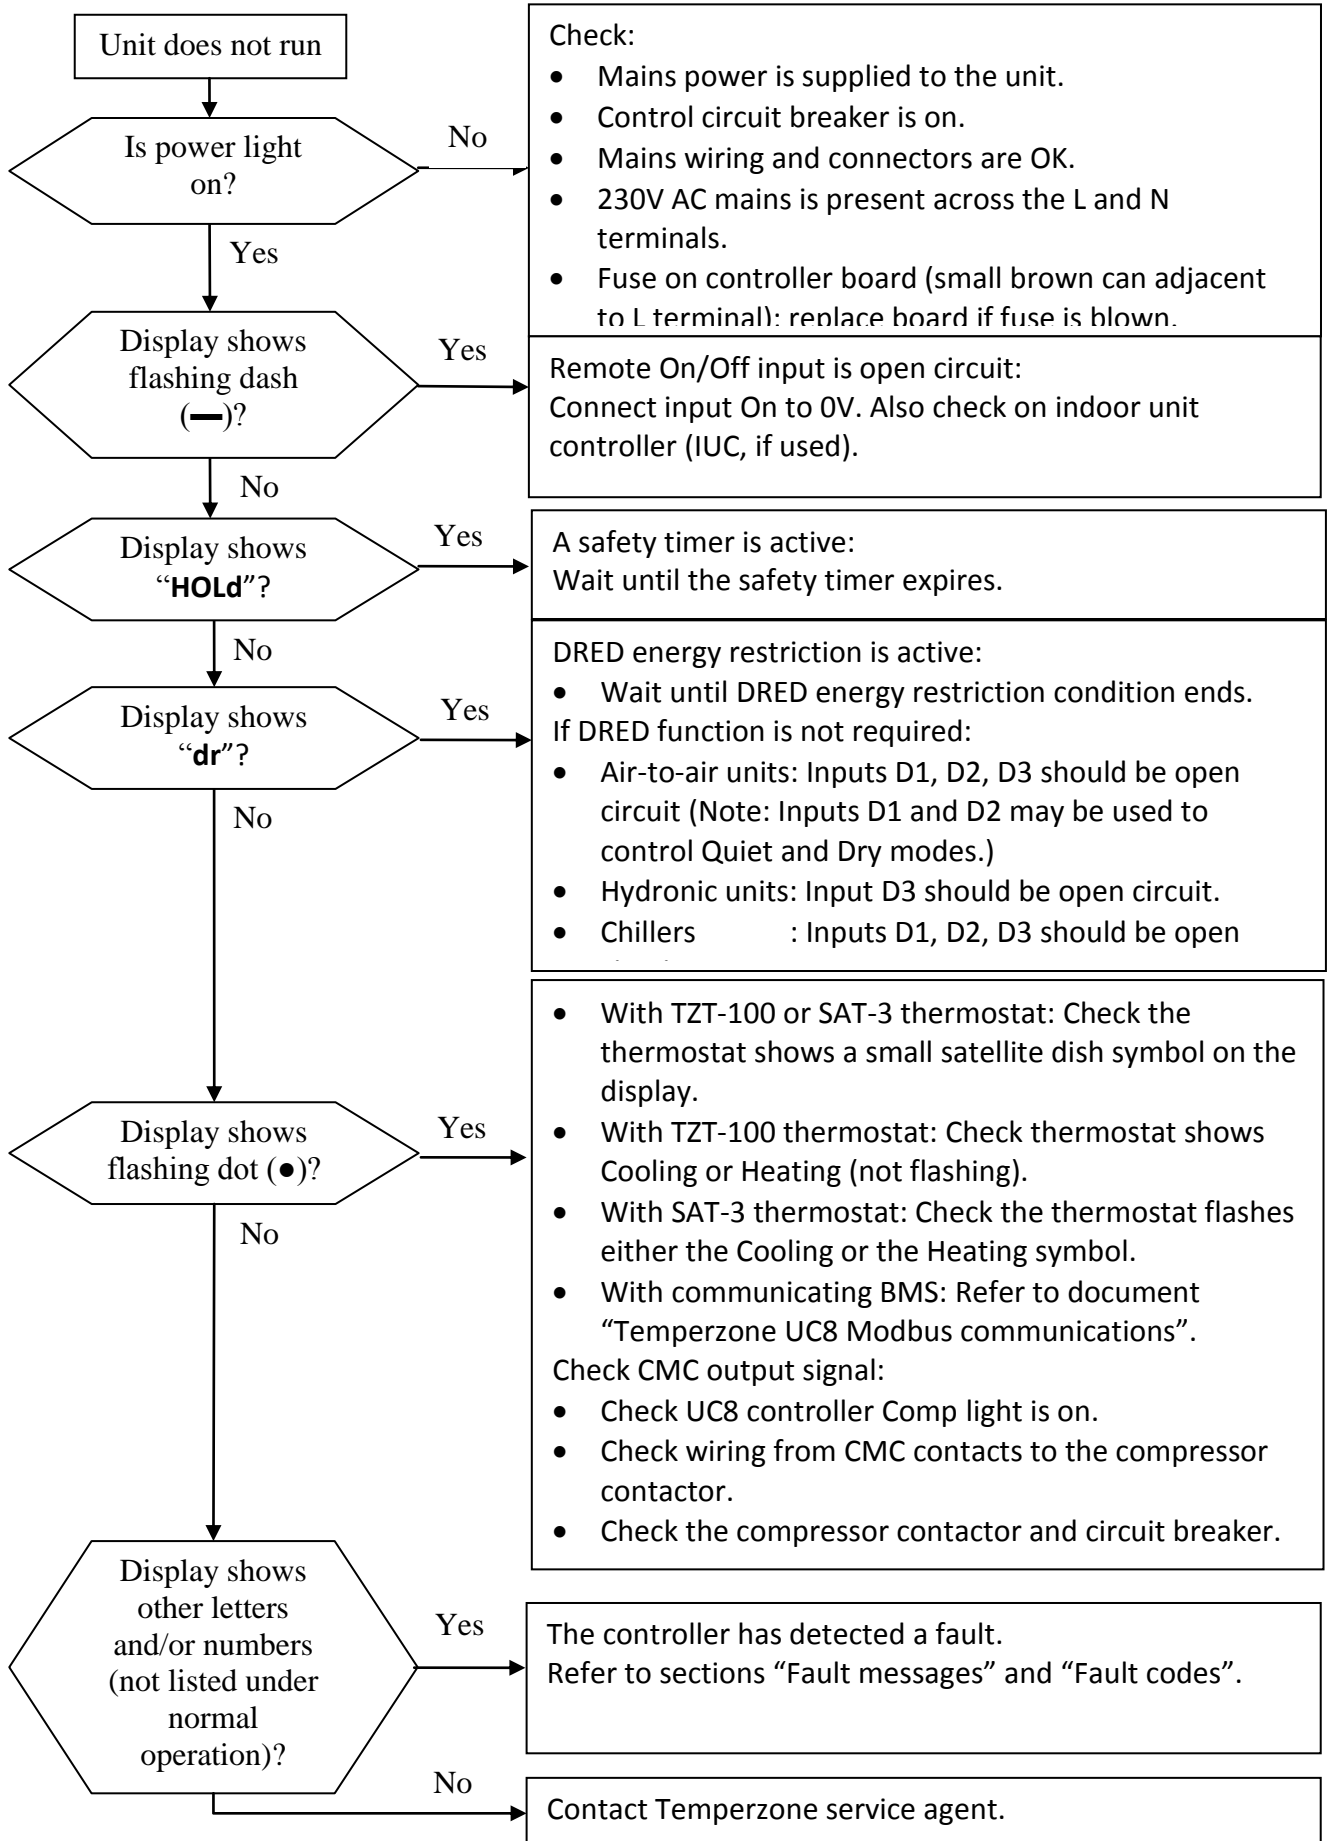 Unit does not run
Is power light
on?
No
Check:
• Mains power is supplied to the unit.
• Control circuit breaker is on.
• Mains wiring and connectors are OK.
• 230V AC mains is present across the L and N
terminals.
• Fuse on controller board (small brown can adjacent
to L terminal); replace board if fuse is blown.
Yes
Display shows
flashing dash
(▬)?
Yes
Remote On/Off input is open circuit:
Connect input On to 0V. Also check on indoor unit
controller (IUC, if used).
No
Display shows
“HOLd”?
Yes
A safety timer is active:
Wait until the safety timer expires.
No
Display shows
“dr”?
Yes
DRED energy restriction is active:
• Wait until DRED energy restriction condition ends.
If DRED function is not required:
• Air-to-air units: Inputs D1, D2, D3 should be open
circuit (Note: Inputs D1 and D2 may be used to
control Quiet and Dry modes.)
• Hydronic units: Input D3 should be open circuit.
• Chillers : Inputs D1, D2, D3 should be open
No
Display shows
flashing dot (●)?
Yes
• With TZT-100 or SAT-3 thermostat: Check the
thermostat shows a small satellite dish symbol on the
display.
• With TZT-100 thermostat: Check thermostat shows
Cooling or Heating (not flashing).
• With SAT-3 thermostat: Check the thermostat flashes
either the Cooling or the Heating symbol.
• With communicating BMS: Refer to document
“Temperzone UC8 Modbus communications”.
Check CMC output signal:
• Check UC8 controller Comp light is on.
• Check wiring from CMC contacts to the compressor
contactor.
• Check the compressor contactor and circuit breaker.
No
Display shows
other letters
and/or numbers
(not listed under
normal
operation)?
Yes
The controller has detected a fault.
Refer to sections “Fault messages” and “Fault codes”.
No
Contact Temperzone service agent.